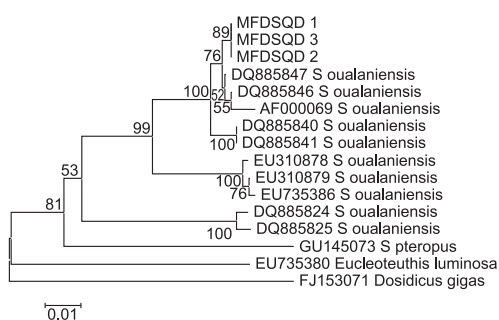 MFDSQD 1
89
MFDSQD 3
76
MFDSQD 2
DQ885847 S oualaniensis
100
52
DQ885846 S oualaniensis
55
AF000069 S oualaniensis
99
DQ885840 S oualaniensis
100
DQ885841 S oualaniensis
53
EU310878 S oualaniensis
100
EU310879 S oualaniensis
76
EU735386 S oualaniensis
81
DQ885824 S oualaniensis
100
DQ885825 S oualaniensis
GU145073 S pteropus
EU735380 Eucleoteuthis luminosa
FJ153071 Dosidicus gigas
0.01